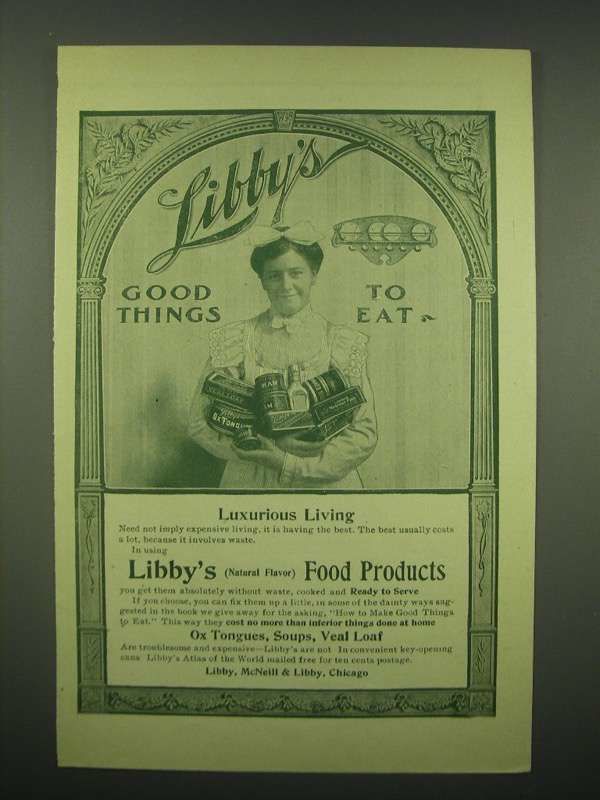 Libby's
GOOD THINGS
TO EAT
VEAL LOAF
OX TONGUE
HAM
Luxurious Living
Need not imply expensive living, it is having the best. The best usually costs
a lot, because it involves waste.
In using
Libby's (Natural Flavor) Food Products
you get them absolutely without waste, cooked and Ready to Serve
If you choose, you can fix them up a little, in some of the dainty ways sug-
gested in the book we give away for the asking, "How to Make Good Things
to Eat." This way they cost no more than inferior things done at home
Ox Tongues, Soups, Veal Loaf
Are troublesome and expensive—Libby's are not In convenient key-opening
cans Libby's Atlas of the World mailed free for ten cents postage.
Libby, McNeill & Libby, Chicago